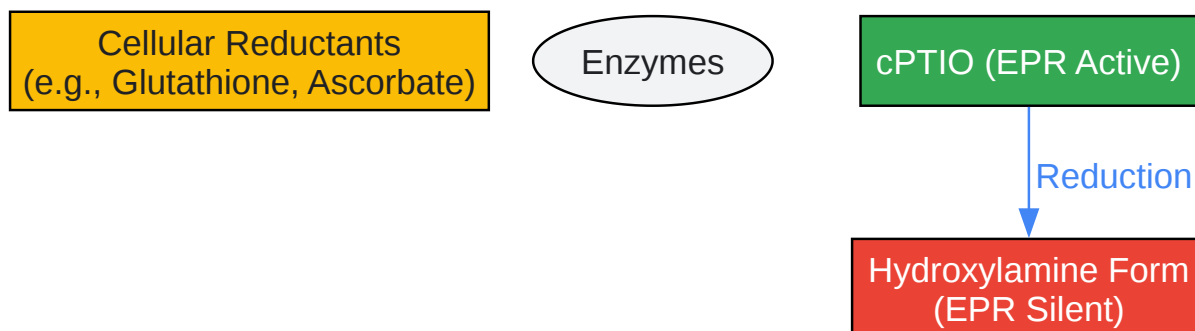 Cellular Reductants
(e.g., Glutathione, Ascorbate)
Enzymes
cPTIO (EPR Active)
Reduction
Hydroxylamine Form
(EPR Silent)